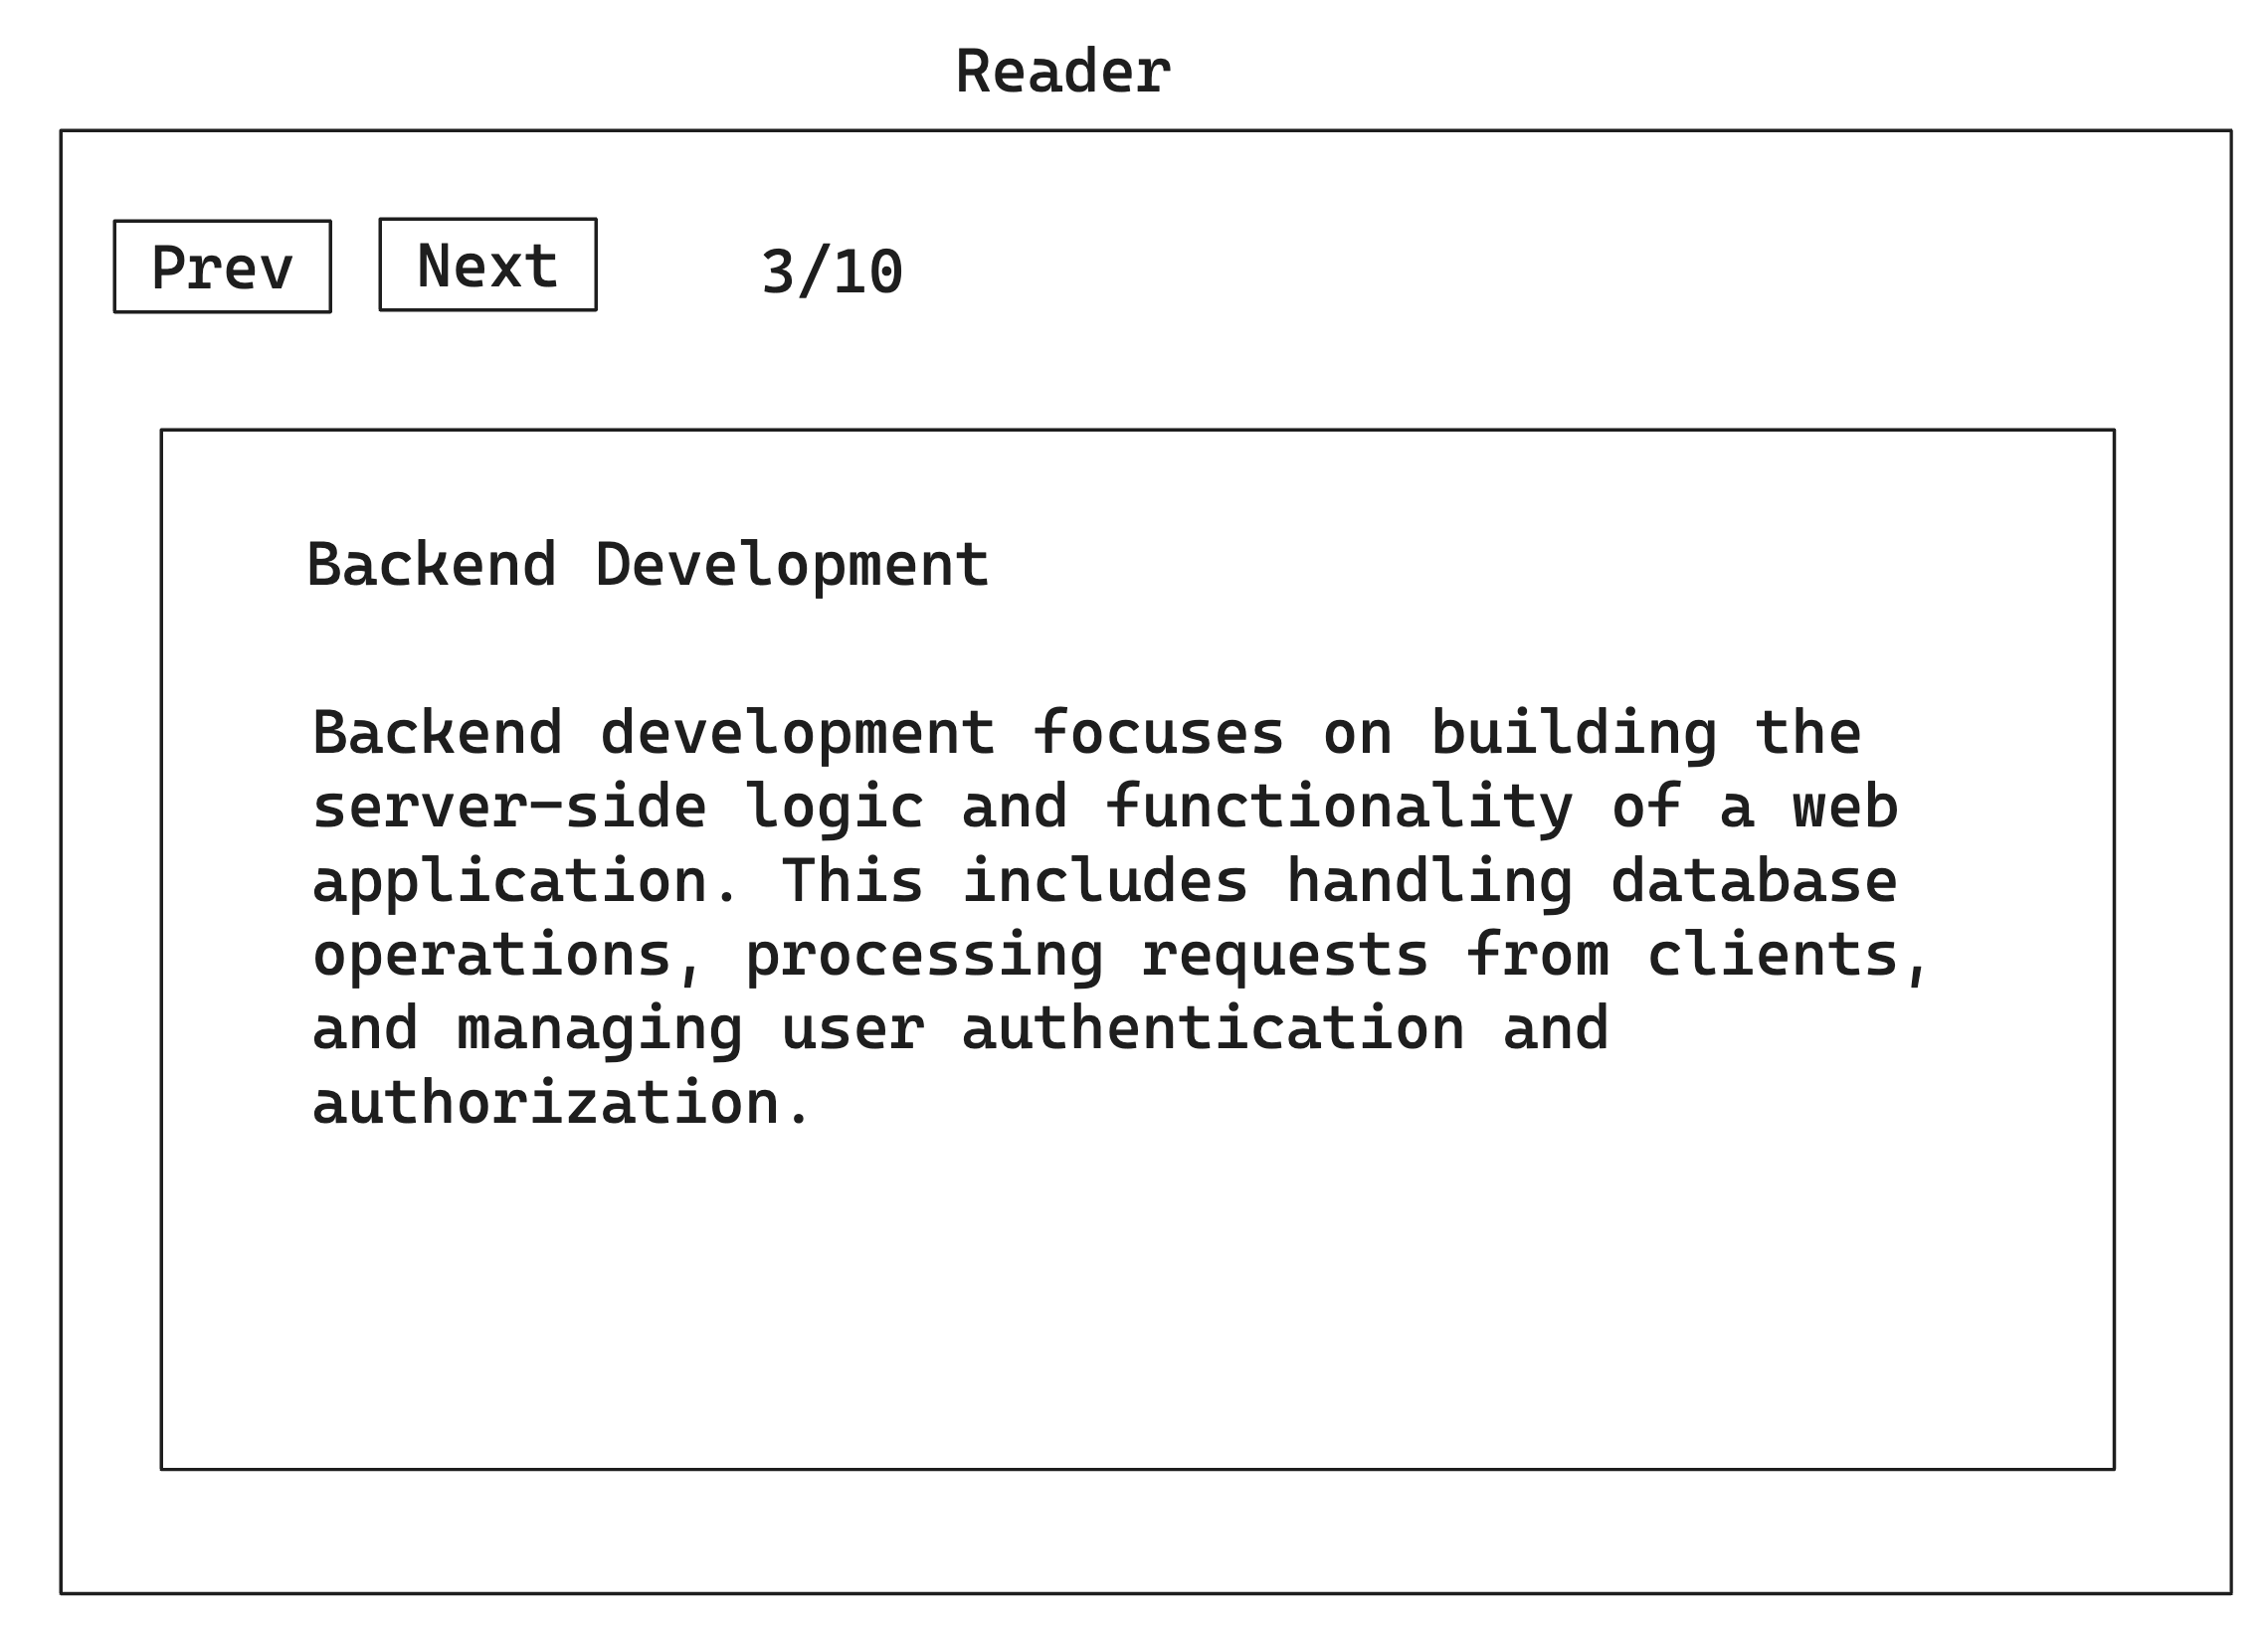 Reader
Prev
Next
3/10
Backend Development
Backend development focuses on building the
server-side logic and functionality of a web
application. This includes handling database
operations, processing requests from clients,
and managing user authentication and
authorization.